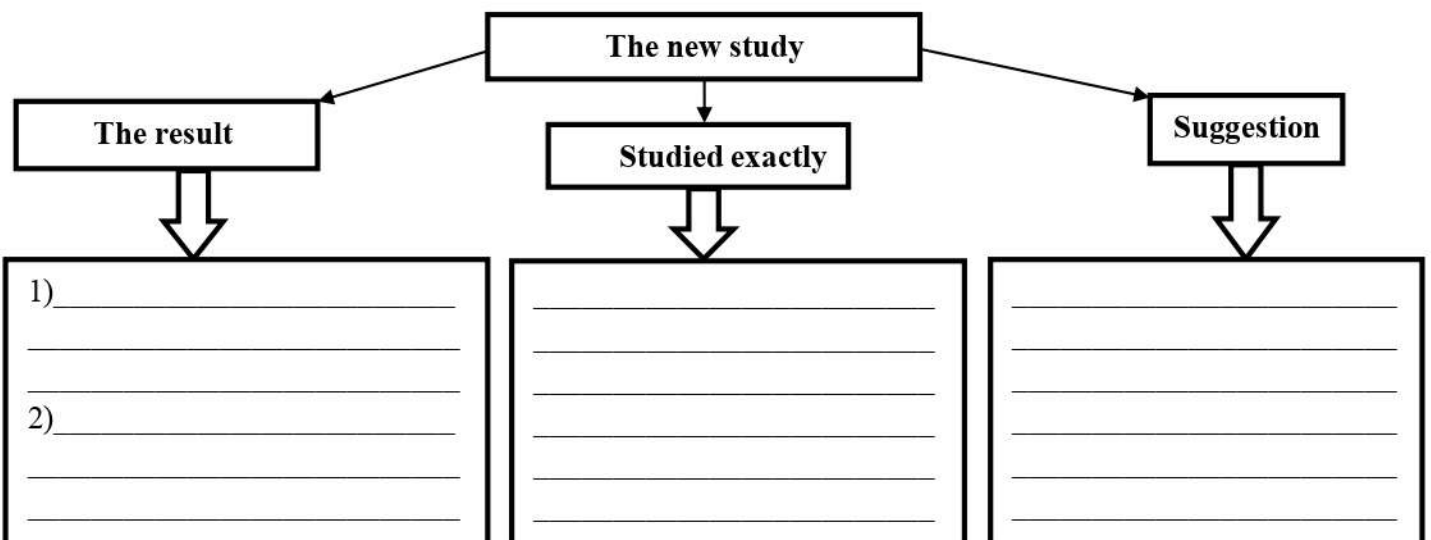 The new study
The result
Studied exactly
Suggestion
1)
2)